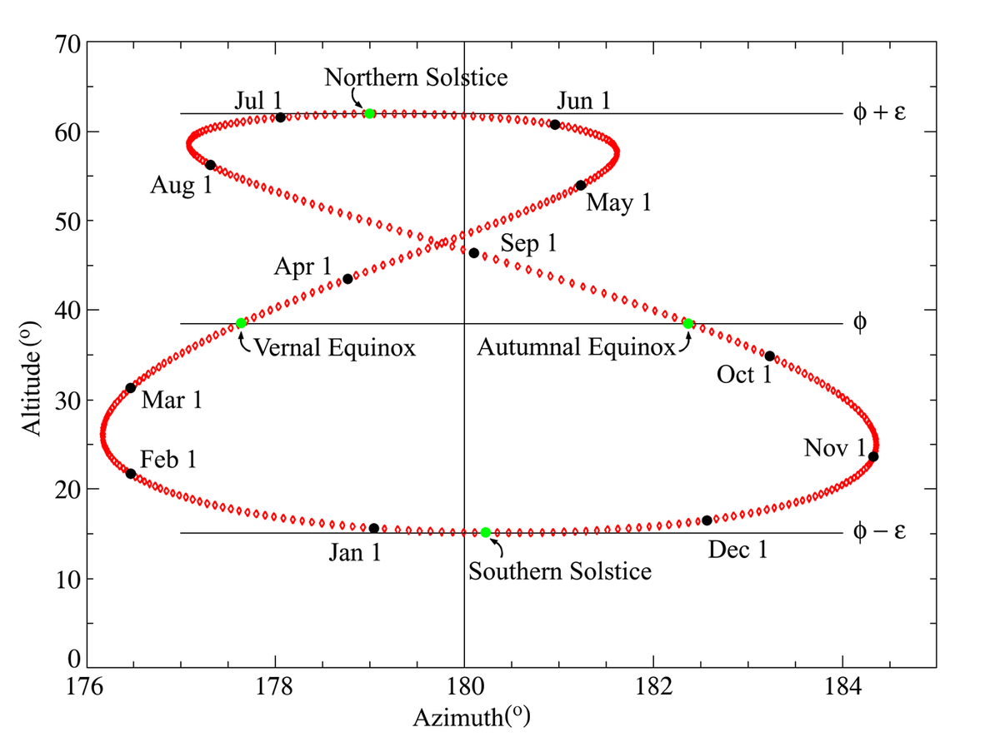 70
Northern Solstice
Jul 1
Jun 1
ϕ + ε
60
Aug 1
May 1
50
Sep 1
Apr 1
40
ϕ
Vernal Equinox
Autumnal Equinox
Oct 1
Altitude(º)
30
Mar 1
Nov 1
Feb 1
20
ϕ − ε
Jan 1
Dec 1
Southern Solstice
10
0
176
178
180
182
184
Azimuth(º)